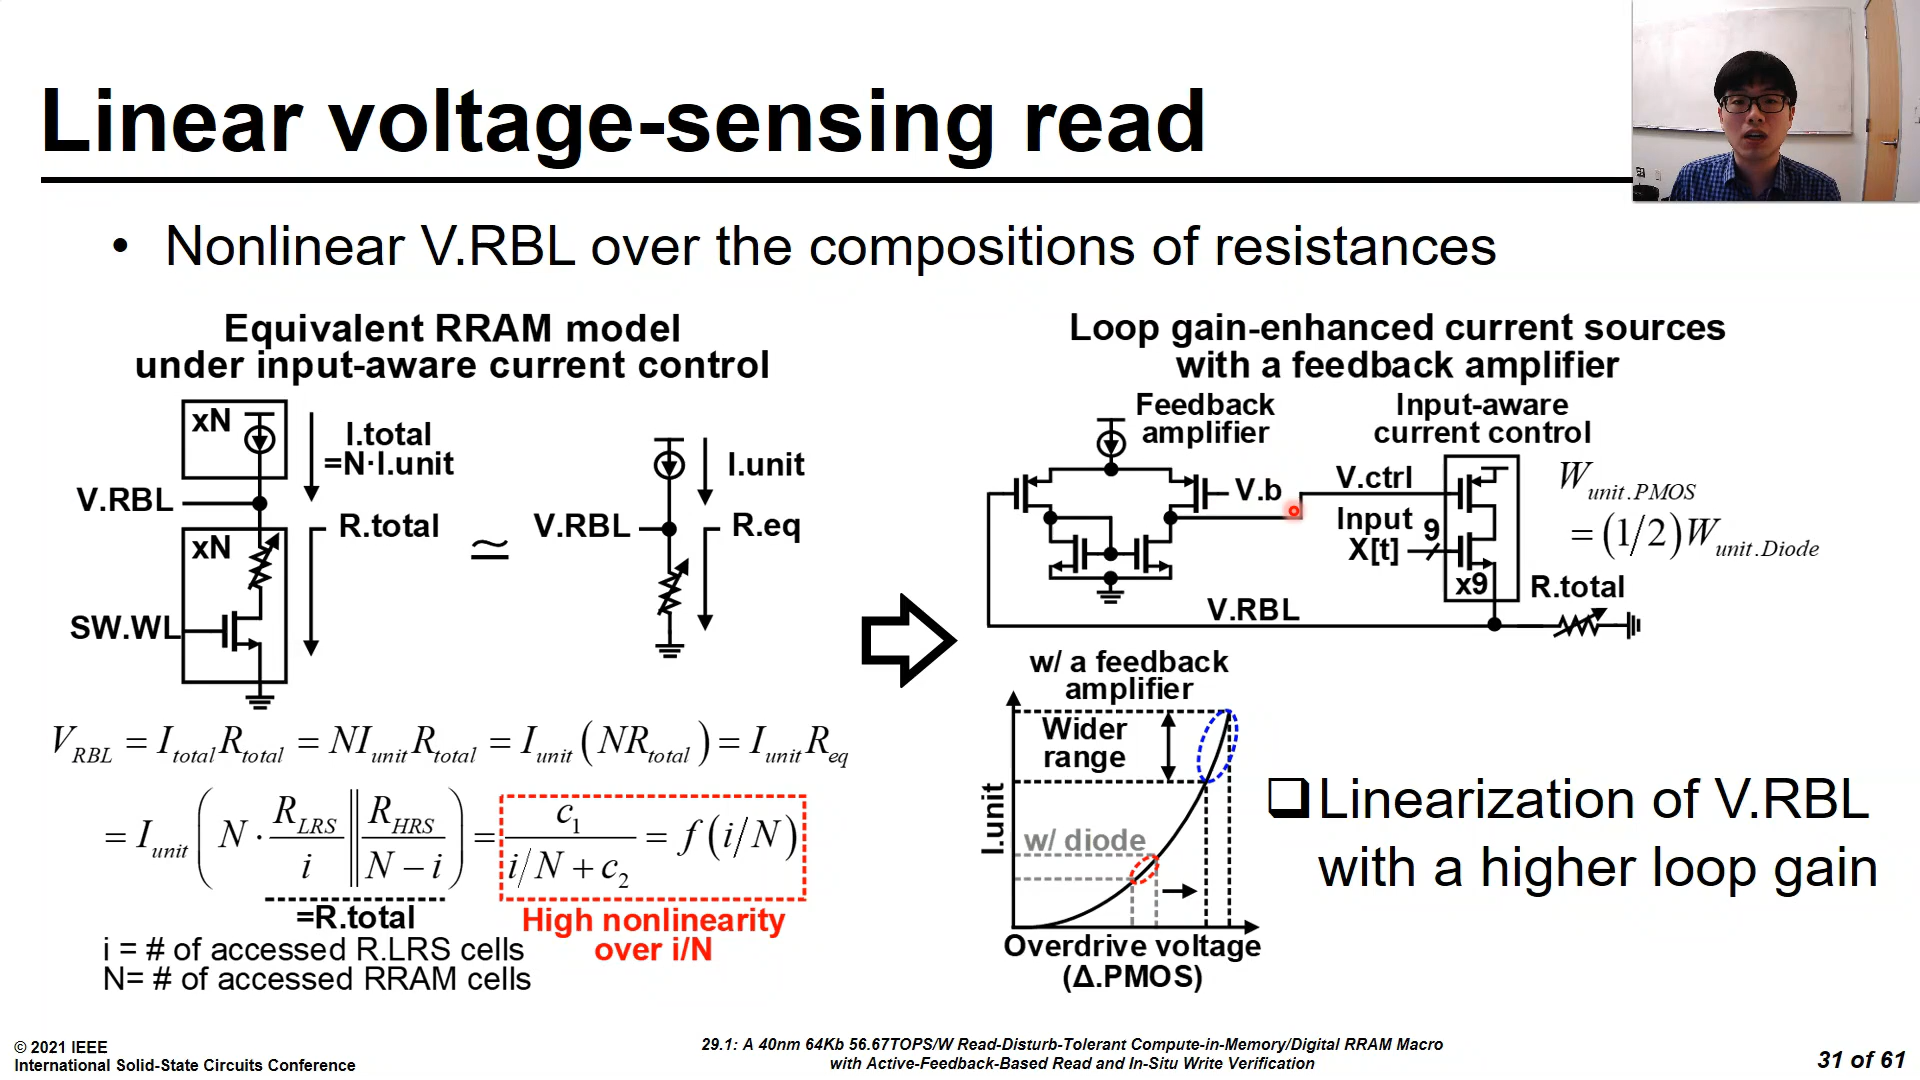 Linear voltage-sensing read
• Nonlinear V.RBL over the compositions of resistances
Equivalent RRAM model
under input-aware current control
xN
I.total
=N·I.unit
V.RBL
xN
R.total
SW.WL
≃
I.unit
V.RBL
R.eq
V_RBL = I_total R_total = N I_unit R_total = I_unit (N R_total) = I_unit R_eq
= I_unit ( N · R_LRS / i || R_HRS / N − i ) = c_1 / i/N + c_2 = f(i/N)
=R.total
High nonlinearity
over i/N
i = # of accessed R.LRS cells
N= # of accessed RRAM cells
Loop gain-enhanced current sources
with a feedback amplifier
Feedback
amplifier
Input-aware
current control
V.b
V.ctrl
Input
X[t]
9
x9
W_unit.PMOS
= (1/2) W_unit.Diode
R.total
V.RBL
w/ a feedback
amplifier
Wider
range
w/ diode
I.unit
Overdrive voltage
(Δ.PMOS)
❑ Linearization of V.RBL
with a higher loop gain
© 2021 IEEE
International Solid-State Circuits Conference
29.1: A 40nm 64Kb 56.67TOPS/W Read-Disturb-Tolerant Compute-in-Memory/Digital RRAM Macro
with Active-Feedback-Based Read and In-Situ Write Verification
31 of 61